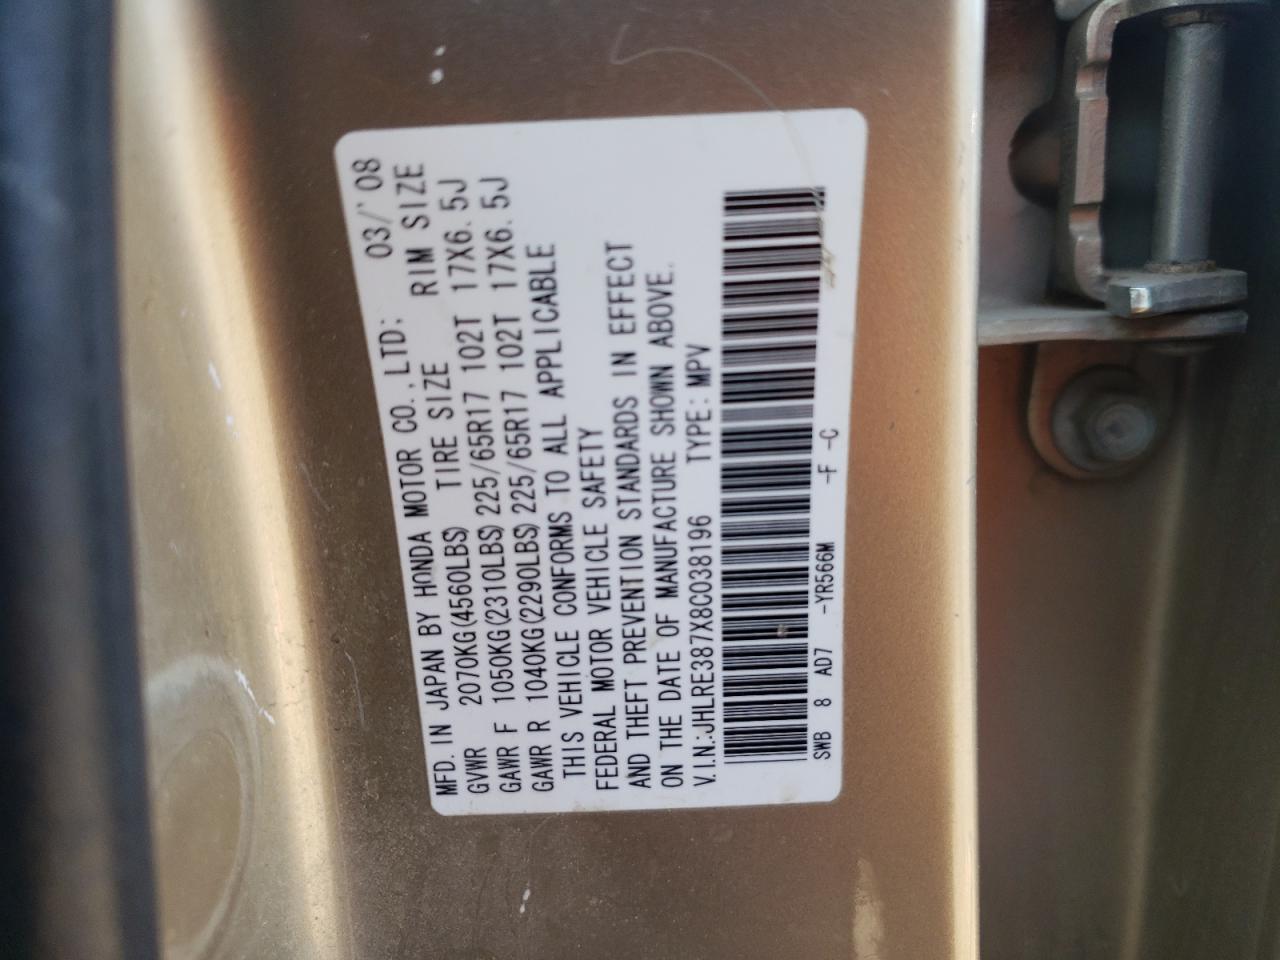 MFD. IN JAPAN BY HONDA MOTOR CO.,LTD: 03/'08
GVWR 2070KG(4560LBS) TIRE SIZE RIM SIZE
GAWR F 1050KG(2310LBS)225/65R17 102T 17X6.5J
GAWR R 1040KG(2290LBS)225/65R17 102T 17X6.5J
THIS VEHICLE CONFORMS TO ALL APPLICABLE
FEDERAL MOTOR VEHICLE SAFETY
AND THEFT PREVENTION STANDARDS IN EFFECT
ON THE DATE OF MANUFACTURE SHOWN ABOVE.
V.I.N.:JHLRE387X8C038196 TYPE:MPV
SWB 8 AD7 -YR566M -F -C